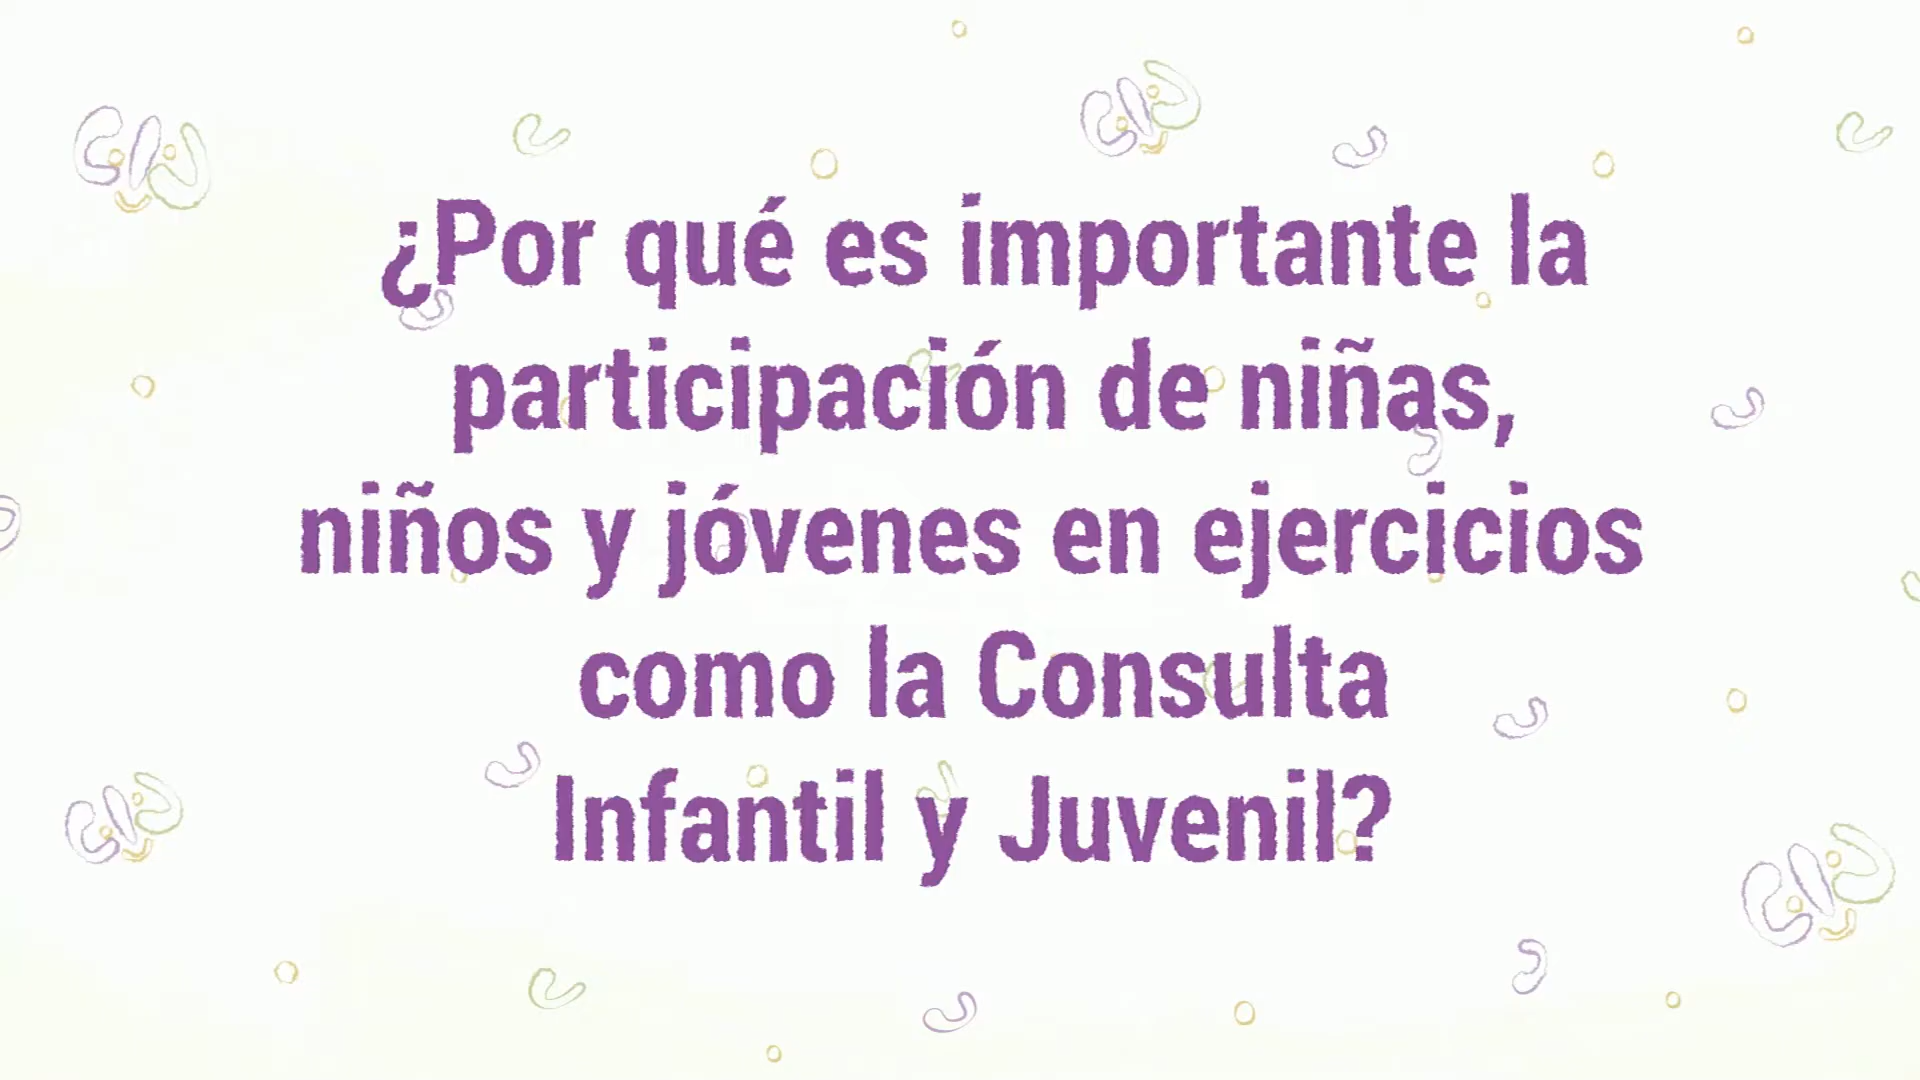 ¿Por qué es importante la
participación de niñas,
niños y jóvenes en ejercicios
como la Consulta
Infantil y Juvenil?